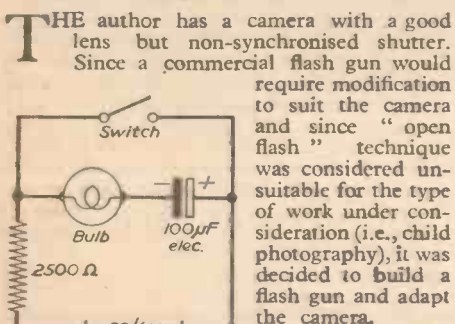 THE author has a camera with a good
lens but non-synchronised shutter.
Since a commercial flash gun would
require modification
to suit the camera
and since " open
flash " technique
was considered un-
suitable for the type
of work under con-
sideration (i.e., child
photography), it was
decided to build a
flash gun and adapt
the camera.
Switch
Bulb
- +
100µF
elec.
2500 Ω